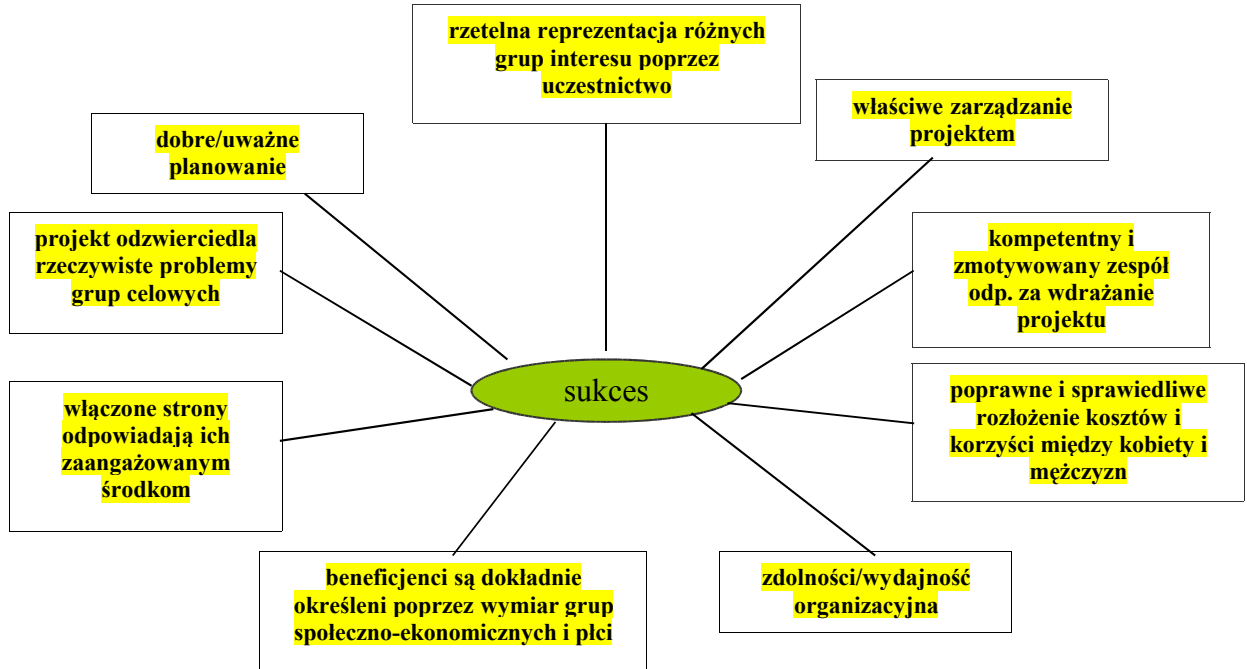 rzetelna reprezentacja różnych
grup interesu poprzez
uczestnictwo
właściwe zarządzanie
projektem
dobre/uważne
planowanie
projekt odzwierciedla
rzeczywiste problemy
grup celowych
kompetentny i
zmotywowany zespół
odp. za wdrażanie
projektu
sukces
włączone strony
odpowiadają ich
zaangażowanym
środkom
poprawne i sprawiedliwe
rozłożenie kosztów i
korzyści między kobiety i
mężczyzn
beneficjenci są dokładnie
określeni poprzez wymiar grup
społeczno-ekonomicznych i płci
zdolności/wydajność
organizacyjna